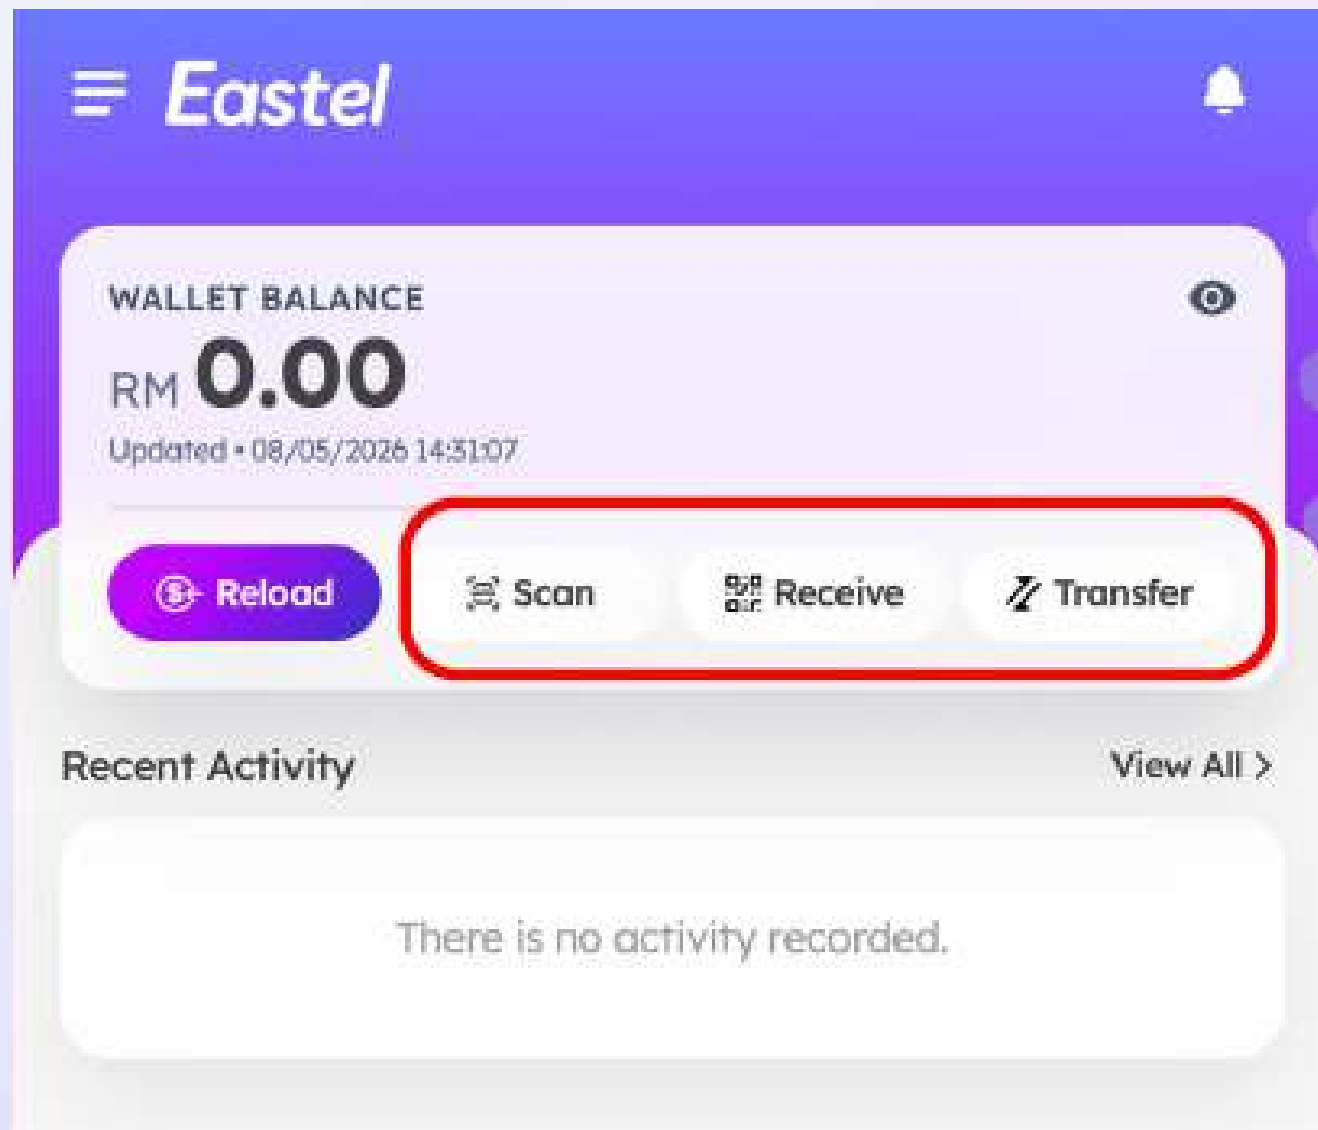 Eastel
WALLET BALANCE
RM 0.00
Updated • 08/05/2026 14:31:07
Reload
Scan
Receive
Transfer
Recent Activity
View All >
There is no activity recorded.